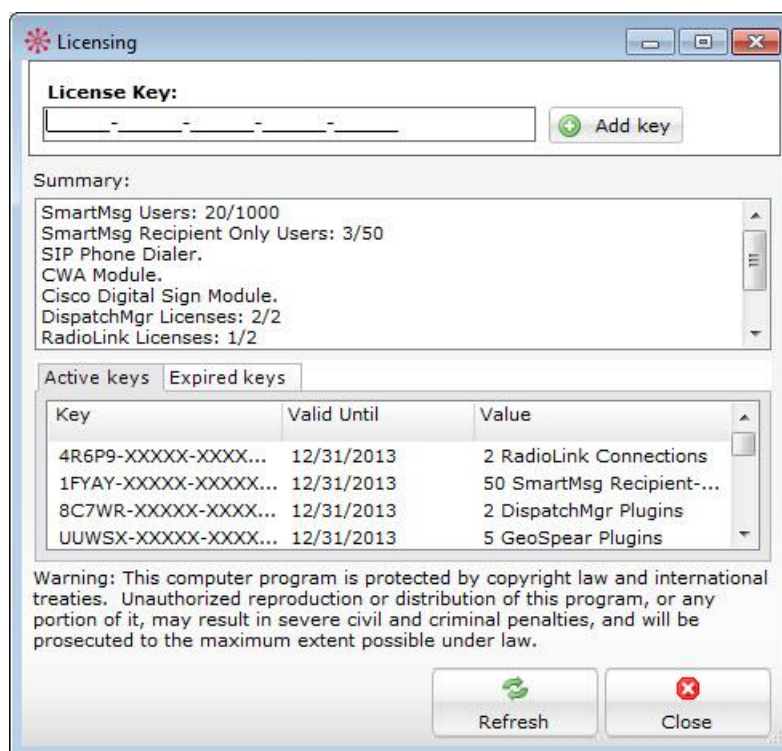 Licensing
License Key:
_____-_____-_____-_____-_____
Add key
Summary:
SmartMsg Users: 20/1000
SmartMsg Recipient Only Users: 3/50
SIP Phone Dialer.
CWA Module.
Cisco Digital Sign Module.
DispatchMgr Licenses: 2/2
RadioLink Licenses: 1/2
Active keys Expired keys
Key Valid Until Value
4R6P9-XXXXX-XXXX... 12/31/2013 2 RadioLink Connections
1FYAY-XXXXX-XXXX... 12/31/2013 50 SmartMsg Recipient-...
8C7WR-XXXXX-XXXX... 12/31/2013 2 DispatchMgr Plugins
UUWSX-XXXXX-XXXX... 12/31/2013 5 GeoSpear Plugins
Warning: This computer program is protected by copyright law and international
treaties. Unauthorized reproduction or distribution of this program, or any
portion of it, may result in severe civil and criminal penalties, and will be
prosecuted to the maximum extent possible under law.
Refresh Close